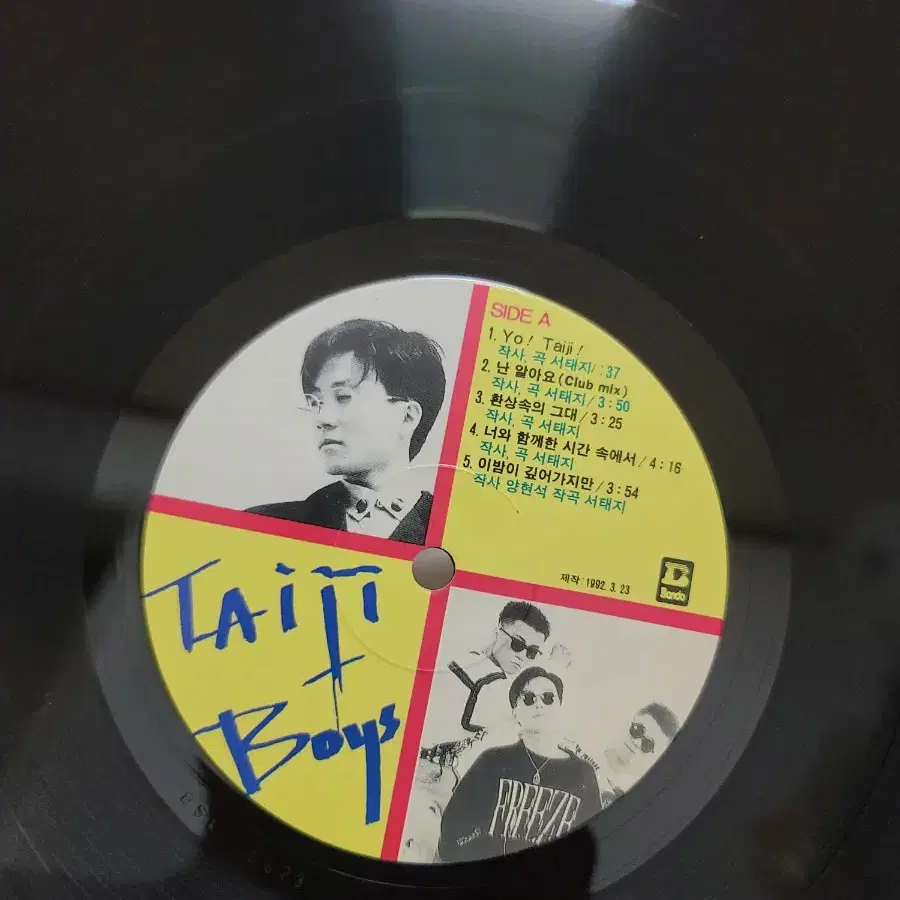 SIDE A
1. Yo! Taiji!
작사, 곡 서태지/:37
2. 난 알아요(Club mix)
작사, 곡 서태지/3:50
3. 환상속의 그대/3:25
작사, 곡 서태지
4. 너와 함께한 시간 속에서/4:16
작사, 곡 서태지
5. 이밤이 깊어가지만/3:54
작사 양현석 작곡 서태지
제작:1992.3.23
Bando
TAiji
Boys
FREEZE